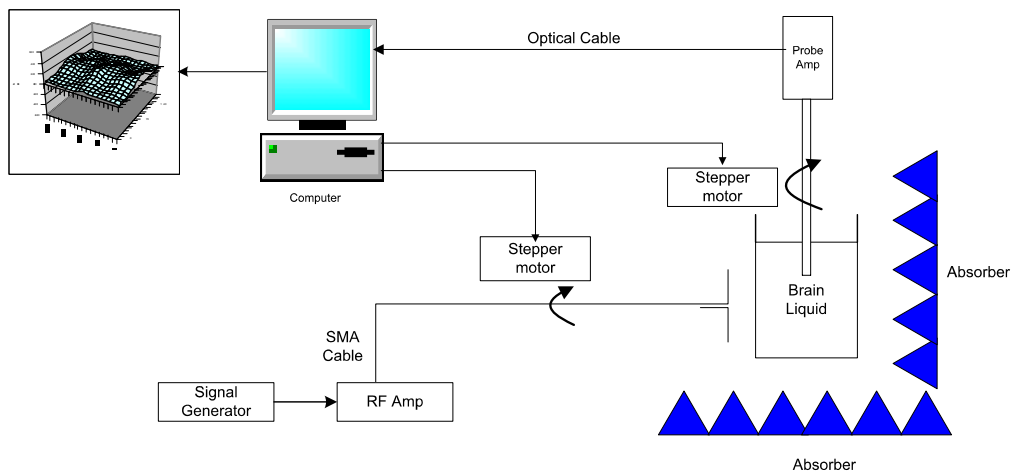 Optical Cable
Probe
Amp
Stepper
motor
Computer
Stepper
motor
Absorber
Brain
Liquid
SMA
Cable
Signal
Generator
RF Amp
Absorber